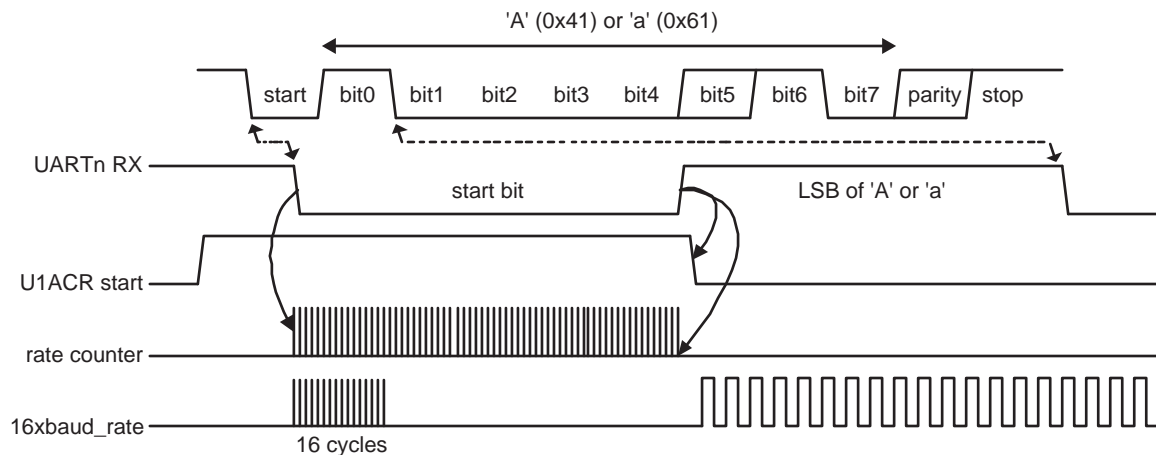 'A' (0x41) or 'a' (0x61)
start bit0 bit1 bit2 bit3 bit4 bit5 bit6 bit7 parity stop
UARTn RX
start bit
LSB of 'A' or 'a'
U1ACR start
rate counter
16xbaud_rate
16 cycles